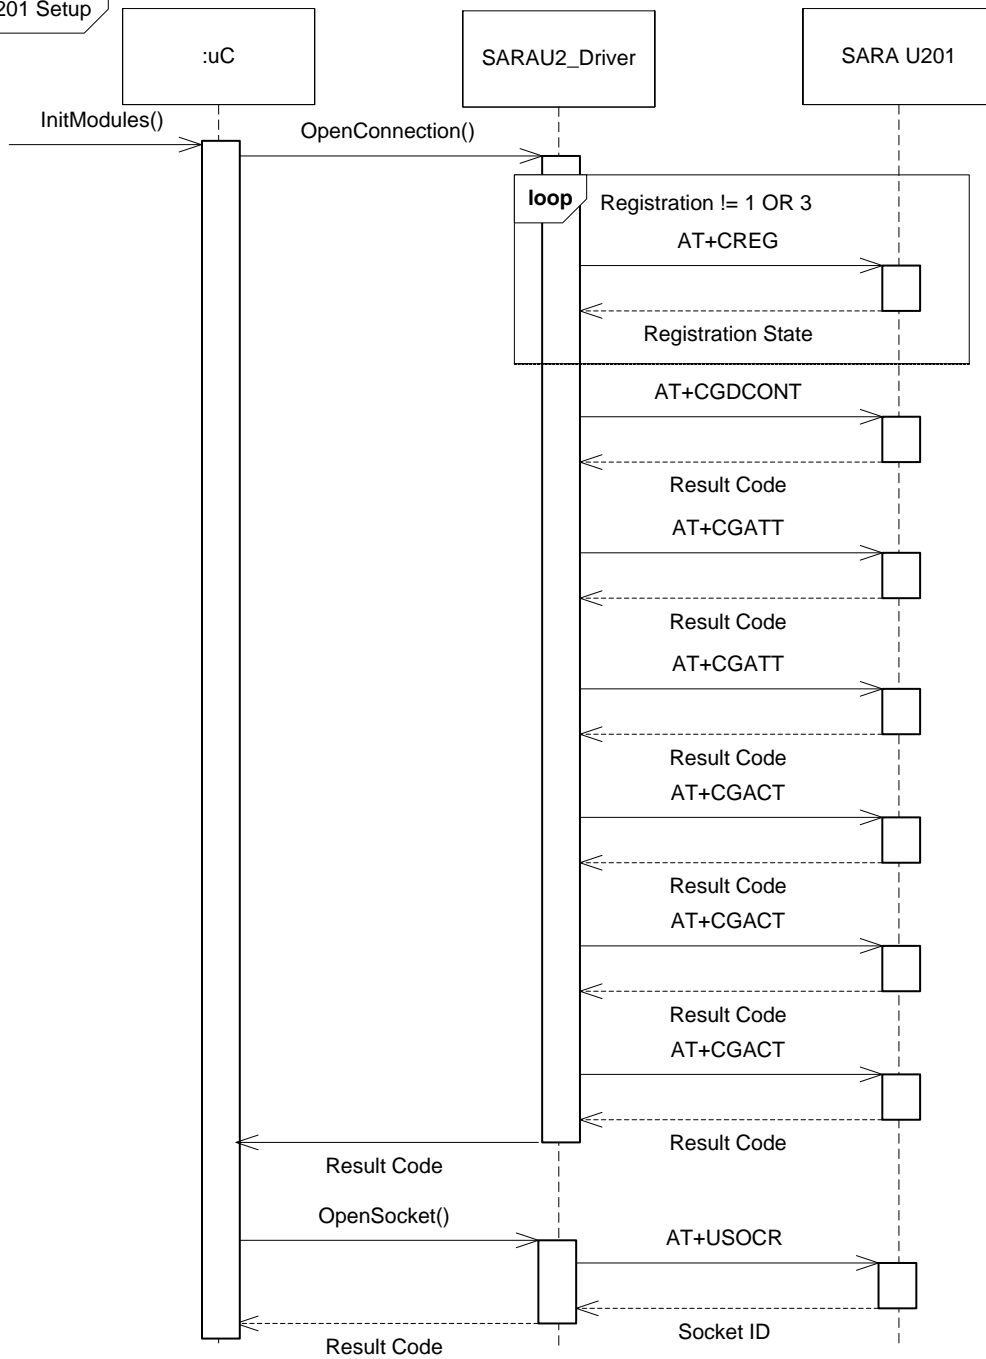 201 Setup
:uC
SARAU2_Driver
SARA U201
InitModules()
OpenConnection()
loop
Registration != 1 OR 3
AT+CREG
Registration State
AT+CGDCONT
Result Code
AT+CGATT
Result Code
AT+CGATT
Result Code
AT+CGACT
Result Code
AT+CGACT
Result Code
AT+CGACT
Result Code
Result Code
OpenSocket()
AT+USOCR
Socket ID
Result Code